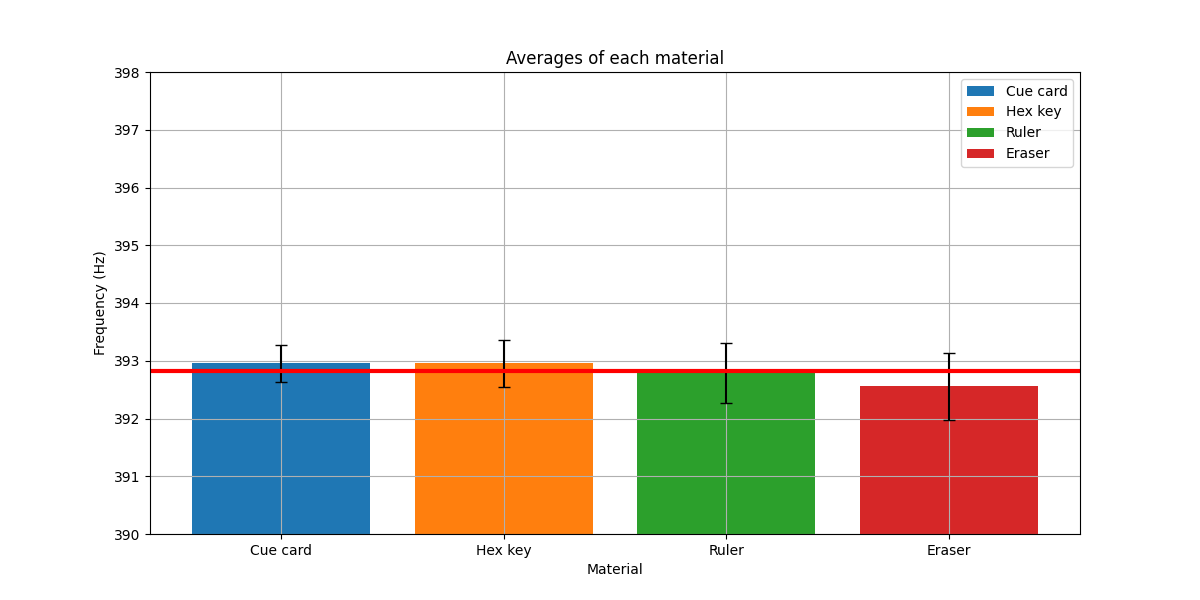 Averages of each material
398
397
396
395
394
393
392
391
390
Frequency (Hz)
Cue card
Hex key
Ruler
Eraser
Cue card
Hex key
Ruler
Eraser
Material